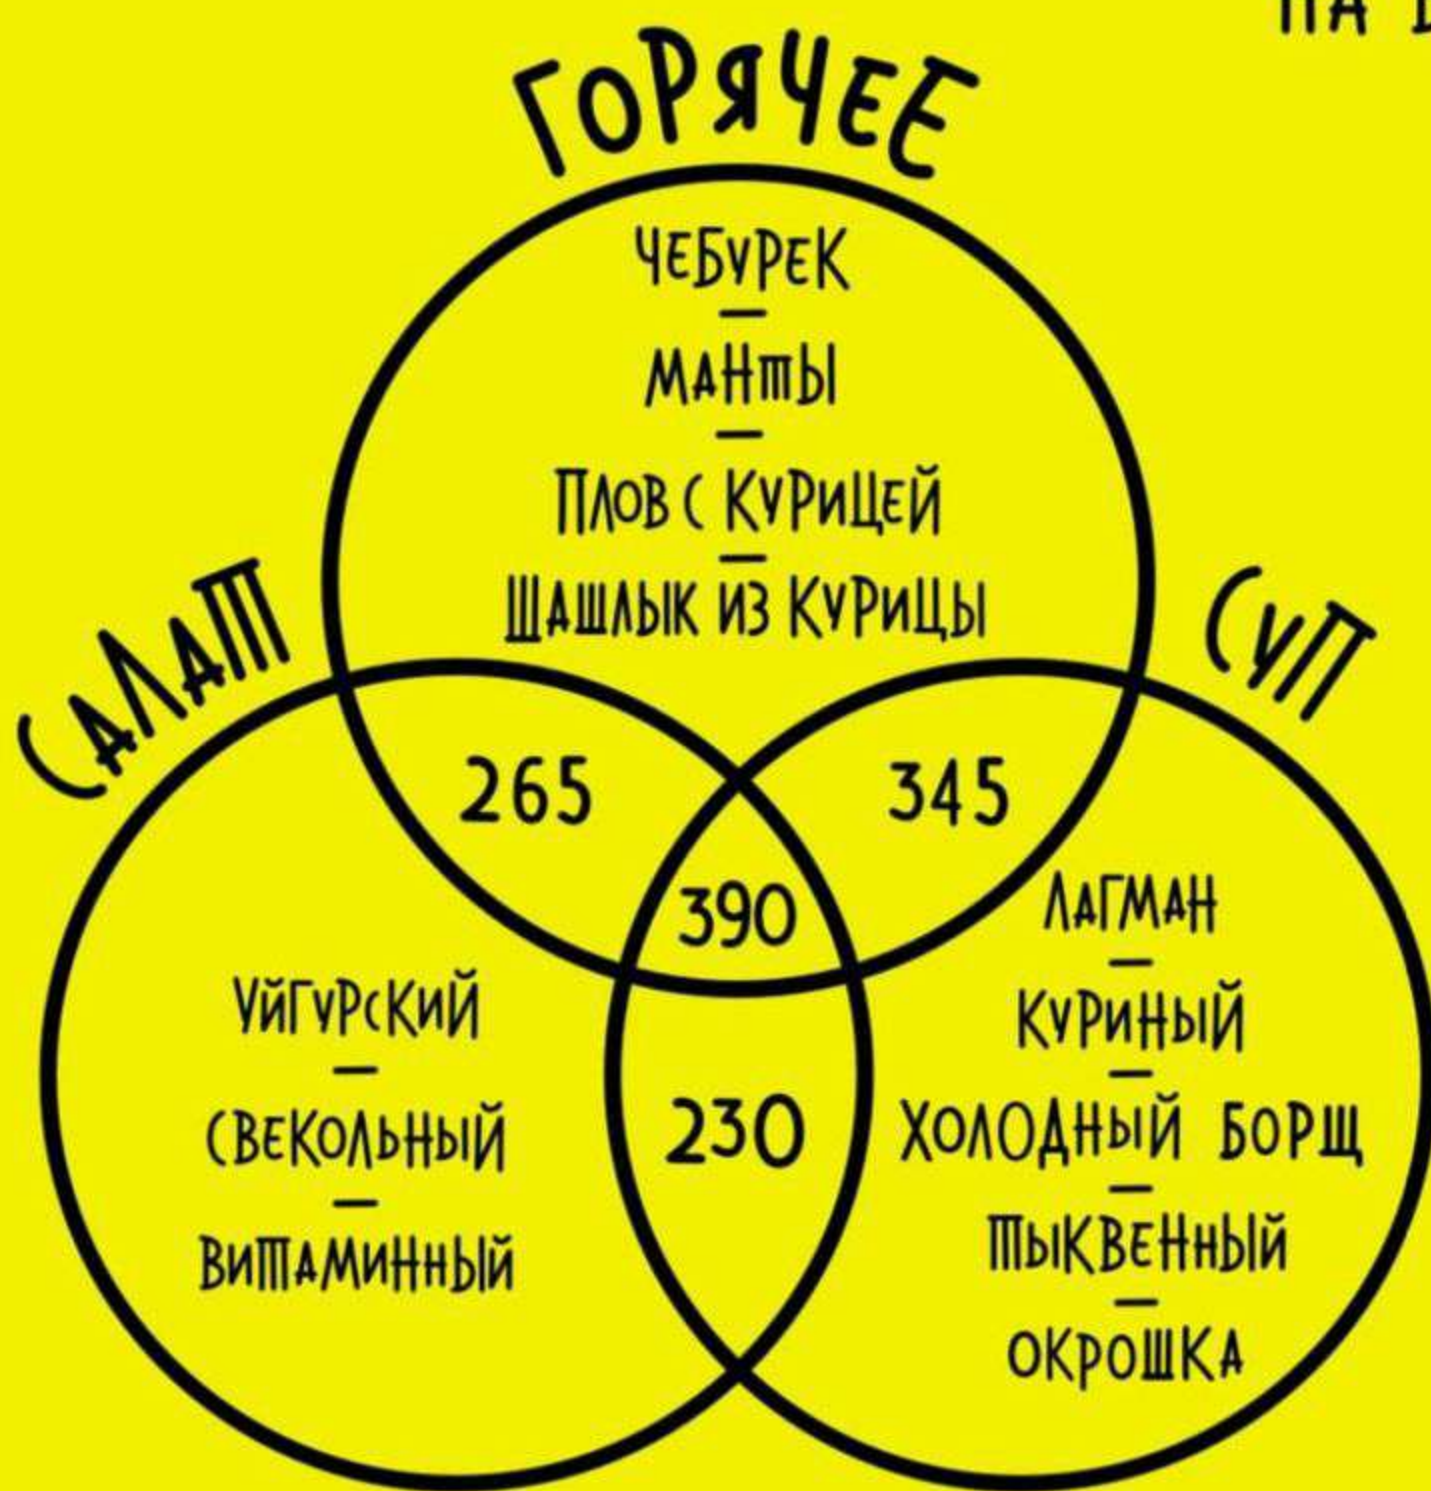 НА
ГОРЯЧЕЕ
ЧЕБУРЕК
МАНТЫ
ПЛОВ С КУРИЦЕЙ
ШАШЛЫК ИЗ КУРИЦЫ
САЛАТ
СУП
265
345
390
ЛАГМАН
УЙГУРСКИЙ
КУРИНЫЙ
СВЕКОЛЬНЫЙ
230
ХОЛОДНЫЙ БОРЩ
ВИТАМИННЫЙ
ТЫКВЕННЫЙ
ОКРОШКА